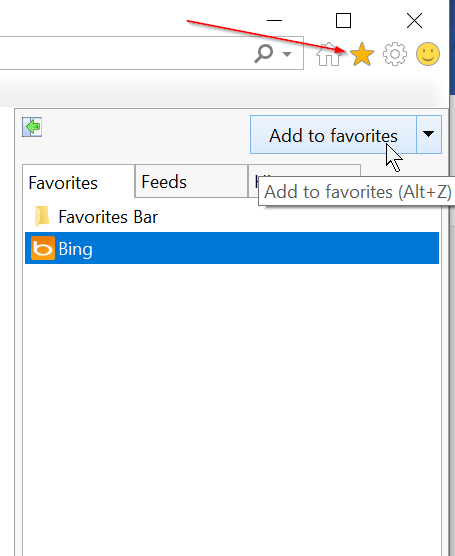 Add to favorites
Favorites
Feeds
Add to favorites (Alt+Z)
Favorites Bar
Bing